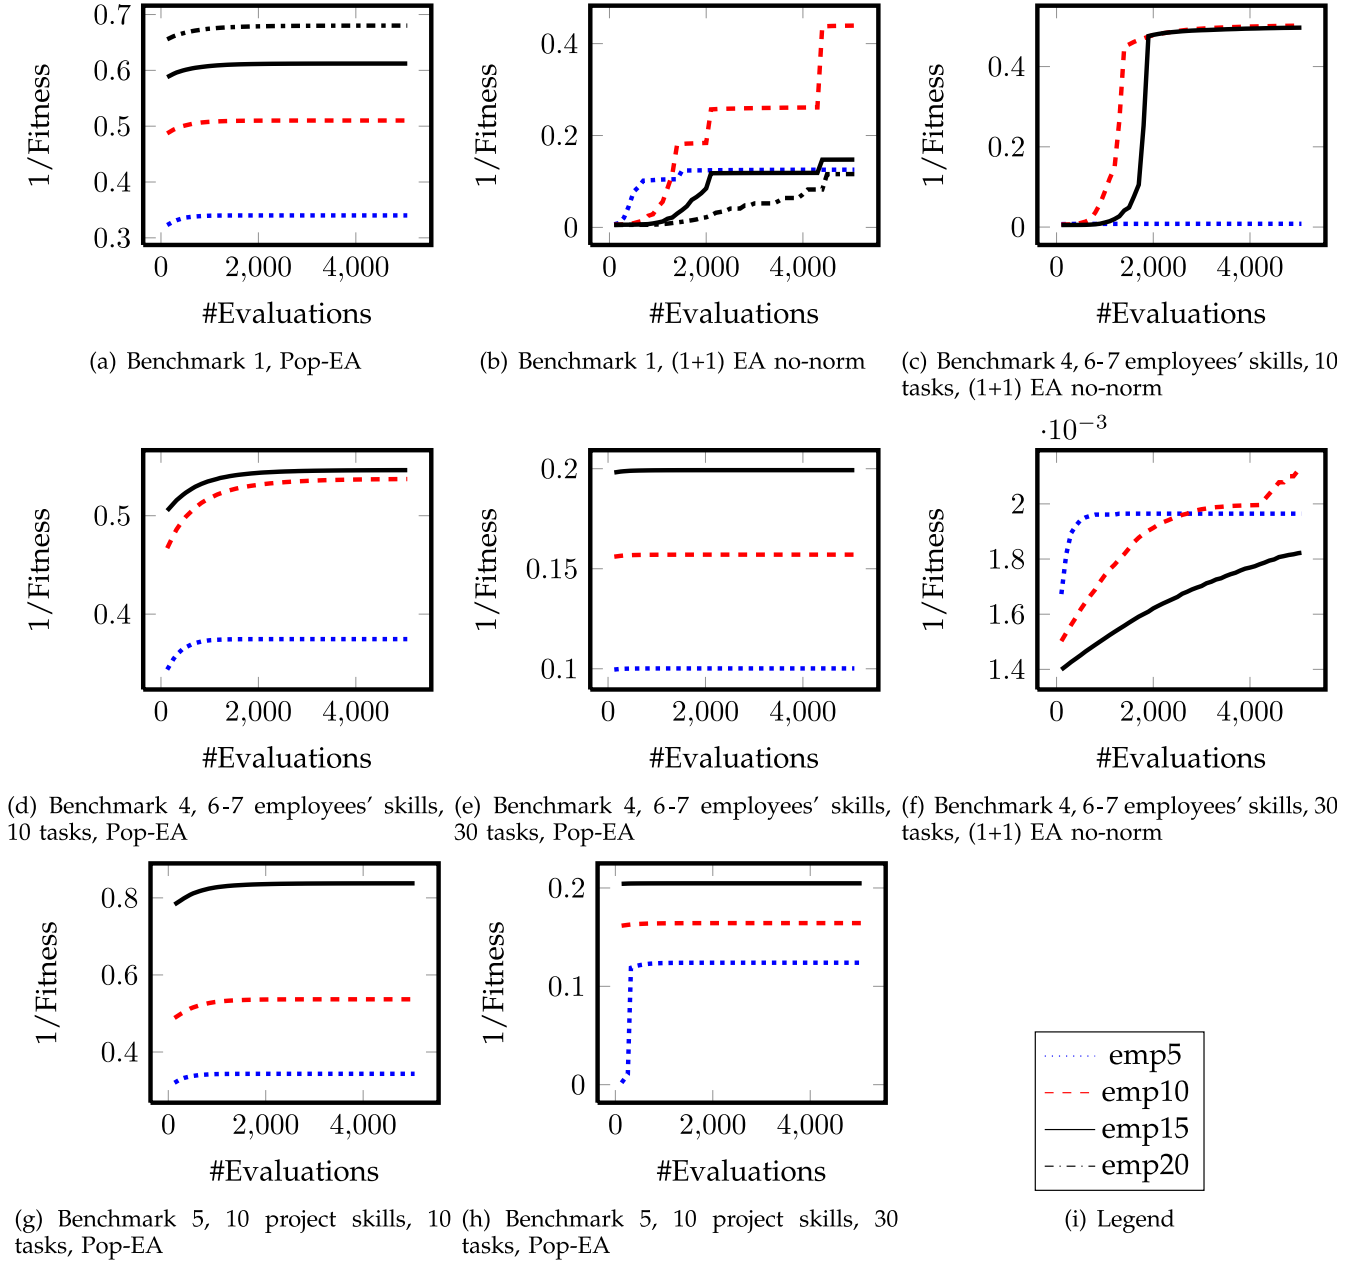 0.7
0.6
0.5
0.4
0.3
1/Fitness
0 2,000 4,000
#Evaluations
(a) Benchmark 1, Pop-EA
0.4
0.2
0
1/Fitness
0 2,000 4,000
#Evaluations
(b) Benchmark 1, (1+1) EA no-norm
0.4
0.2
0
1/Fitness
0 2,000 4,000
#Evaluations
(c) Benchmark 4, 6-7 employees' skills, 10
tasks, (1+1) EA no-norm
0.5
0.4
1/Fitness
0 2,000 4,000
#Evaluations
(d) Benchmark 4, 6-7 employees' skills,
10 tasks, Pop-EA
0.2
0.15
0.1
1/Fitness
0 2,000 4,000
#Evaluations
(e) Benchmark 4, 6-7 employees' skills,
30 tasks, Pop-EA
·10⁻³
2
1.8
1.6
1.4
1/Fitness
0 2,000 4,000
#Evaluations
(f) Benchmark 4, 6-7 employees' skills, 30
tasks, (1+1) EA no-norm
0.8
0.6
0.4
1/Fitness
0 2,000 4,000
#Evaluations
(g) Benchmark 5, 10 project skills, 10
tasks, Pop-EA
0.2
0.1
0
1/Fitness
0 2,000 4,000
#Evaluations
(h) Benchmark 5, 10 project skills, 30
tasks, Pop-EA
emp5
emp10
emp15
emp20
(i) Legend